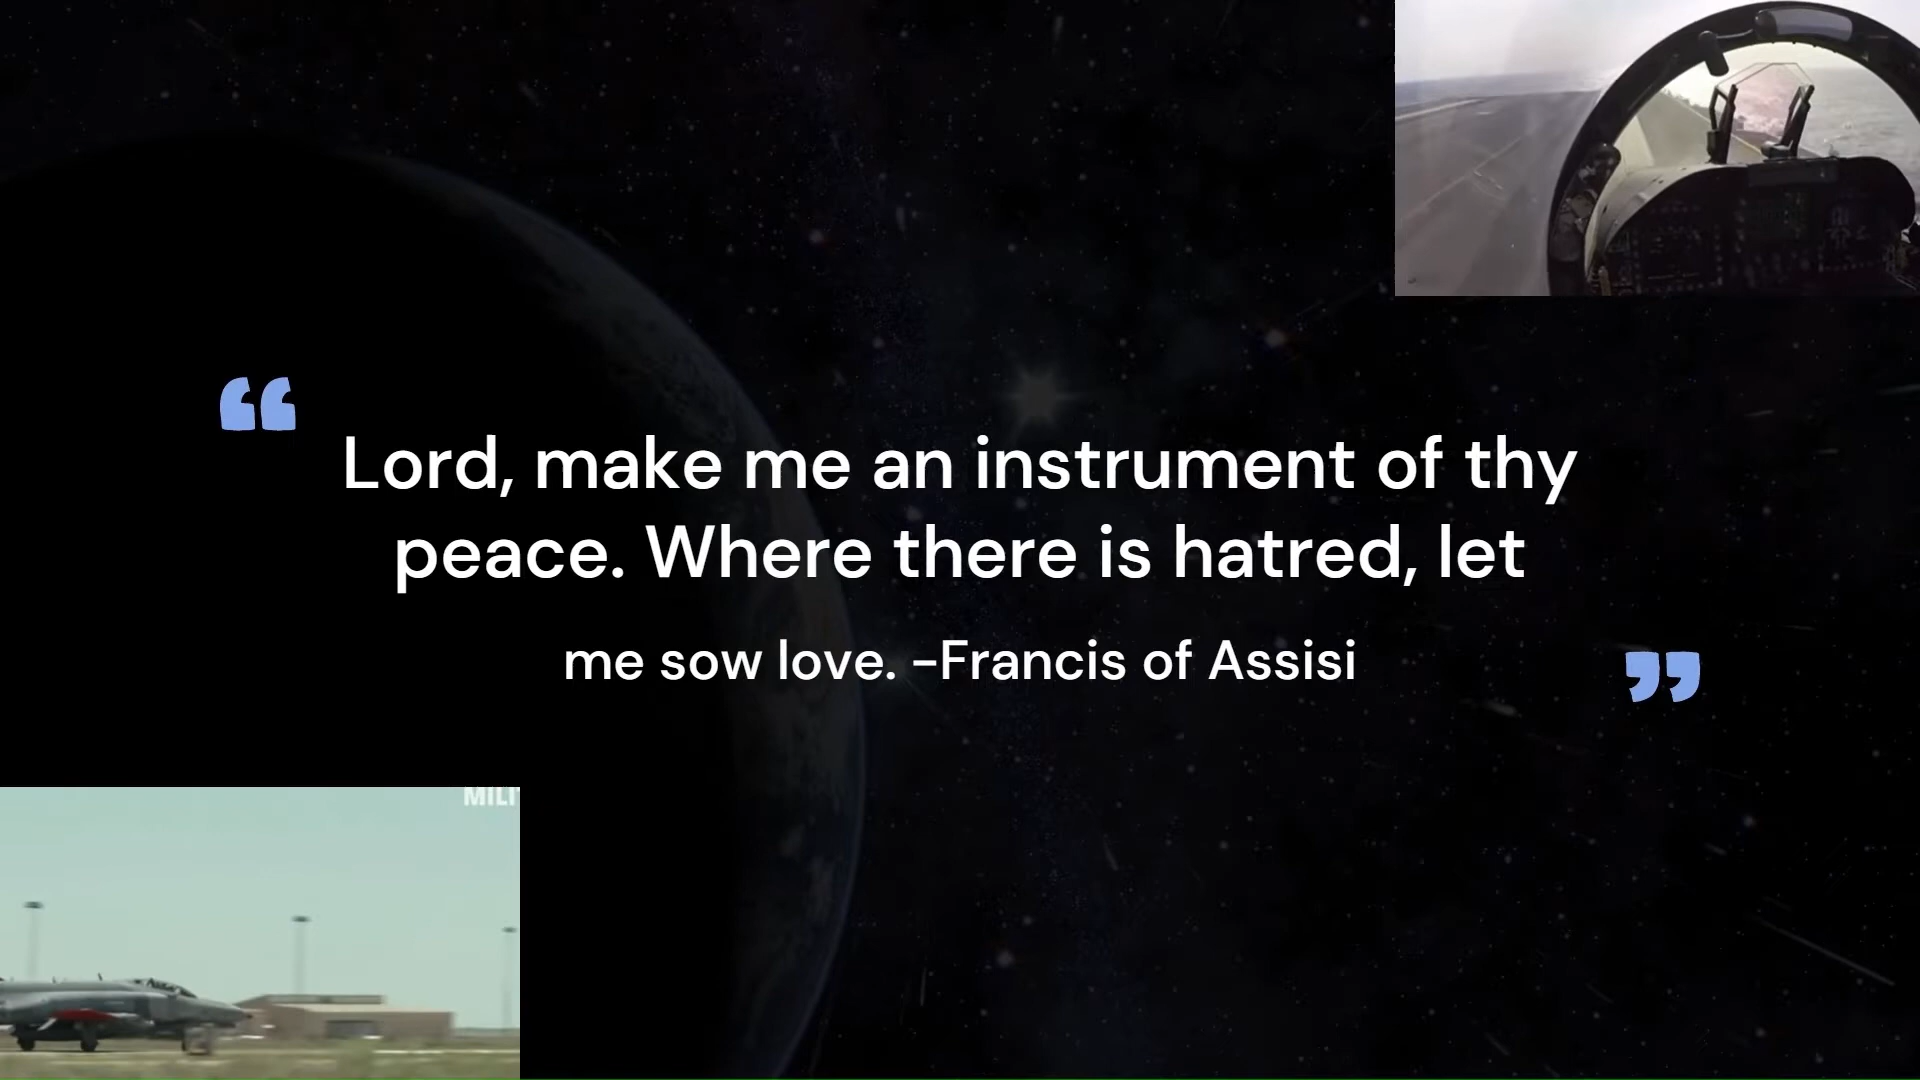 “
Lord, make me an instrument of thy
peace. Where there is hatred, let
me sow love. -Francis of Assisi
”